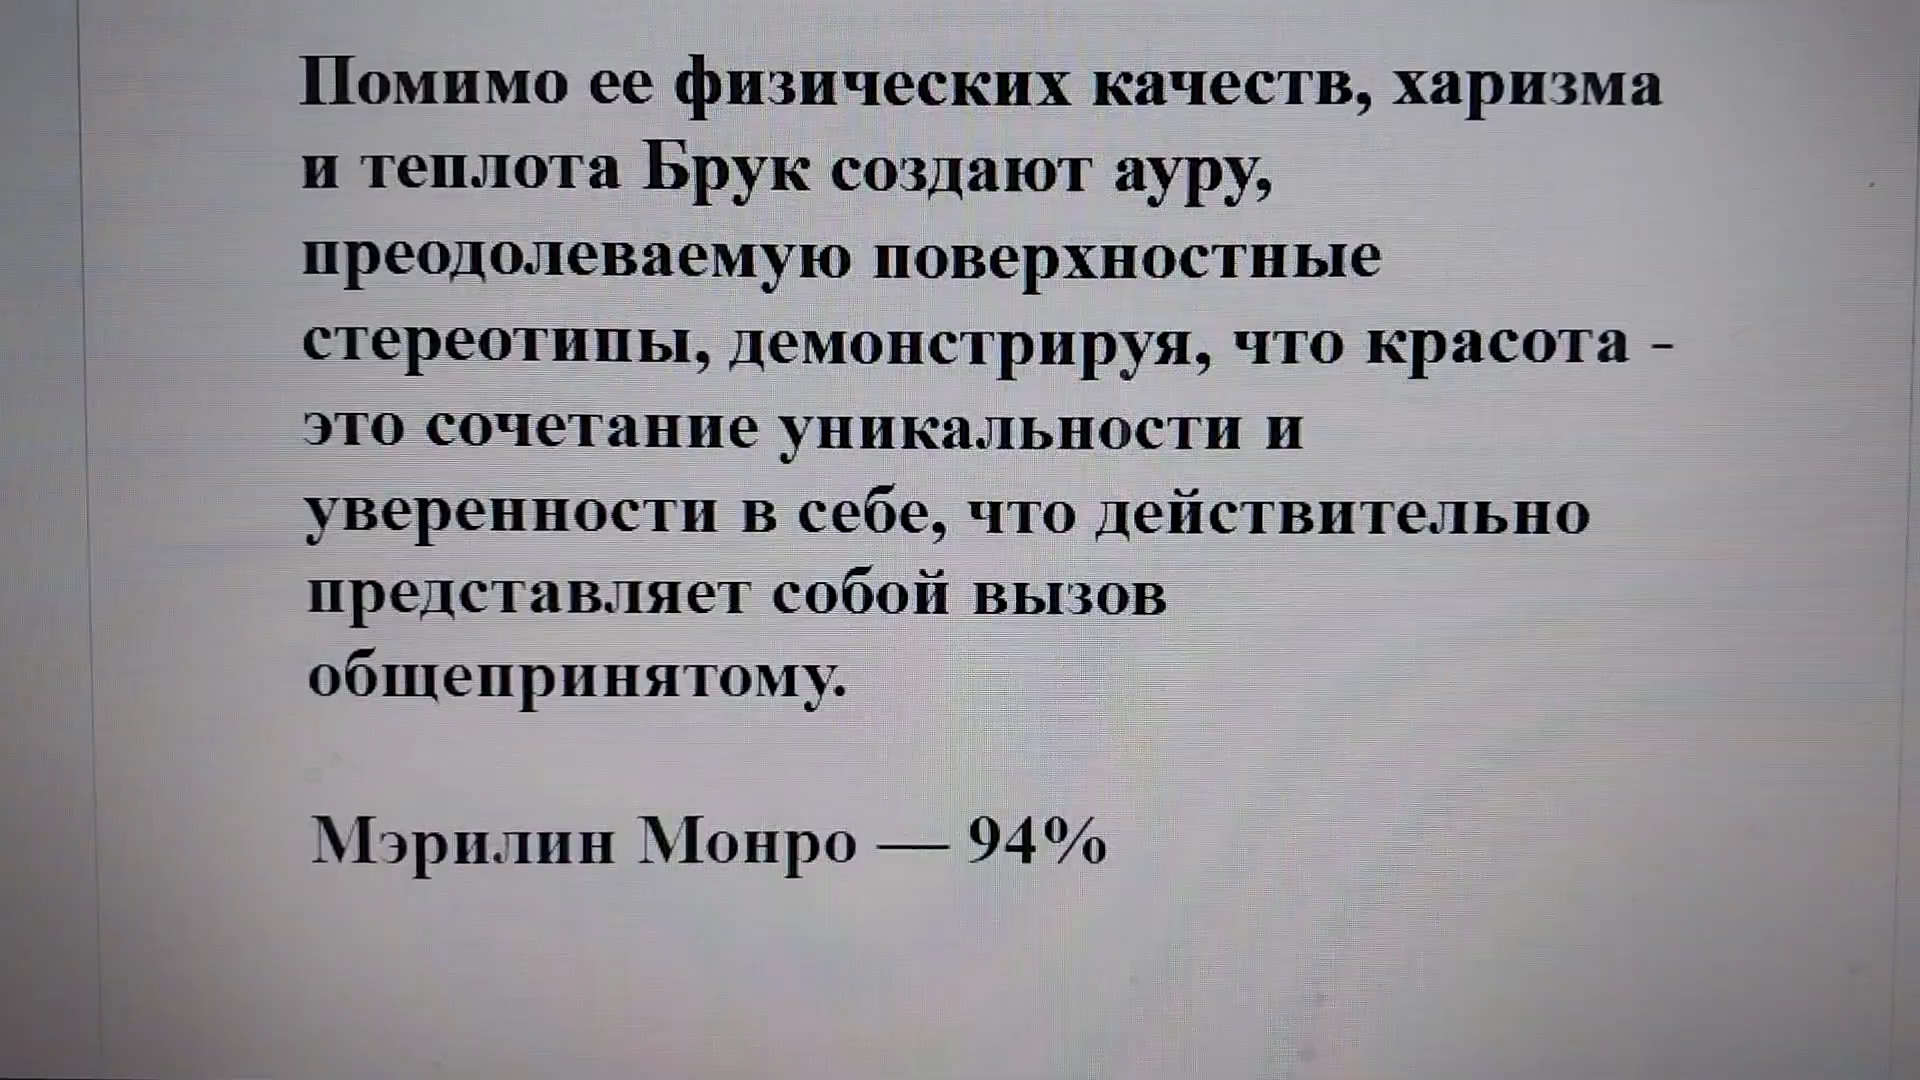 Помимо ее физических качеств, харизма
и теплота Брук создают ауру,
преодолеваемую поверхностные
стереотипы, демонстрируя, что красота -
это сочетание уникальности и
уверенности в себе, что действительно
представляет собой вызов
общепринятому.
Мэрилин Монро — 94%